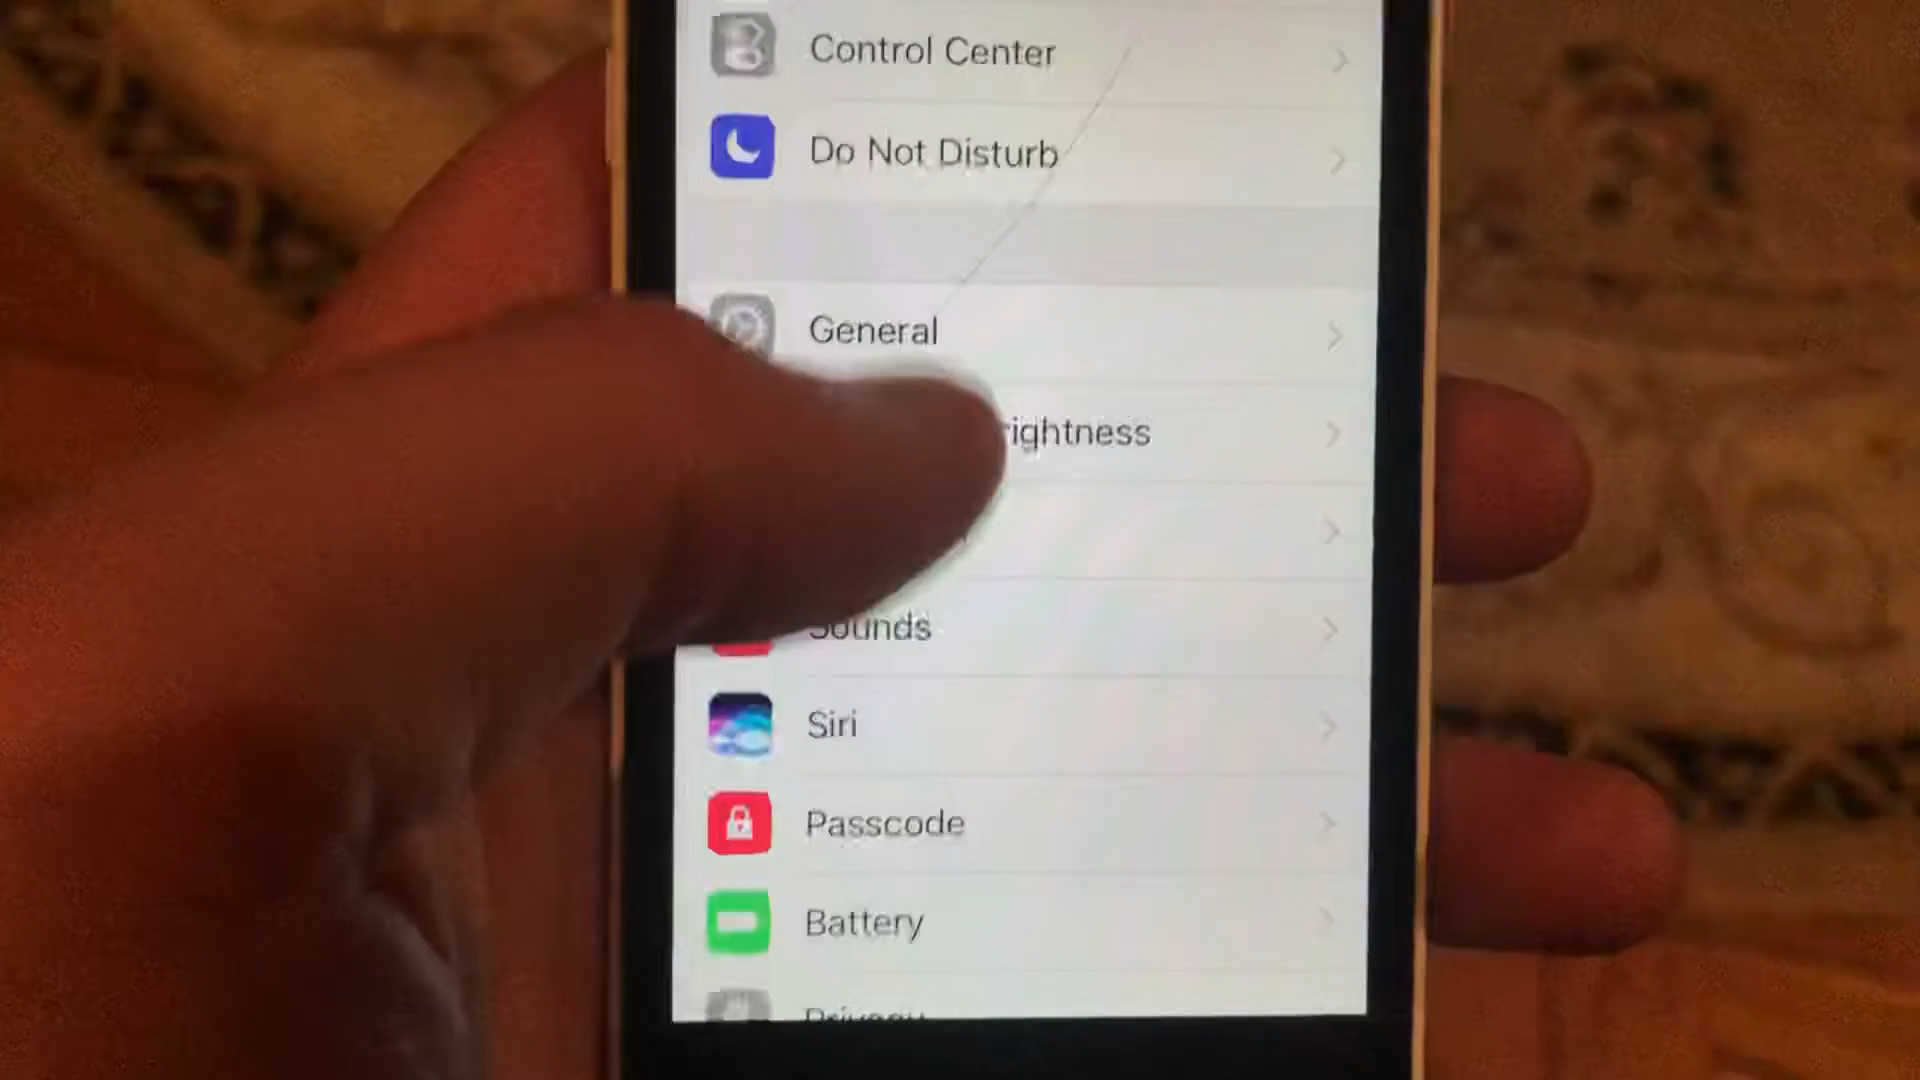 Control Center
Do Not Disturb
General
rightness
Sounds
Siri
Passcode
Battery
Privacy